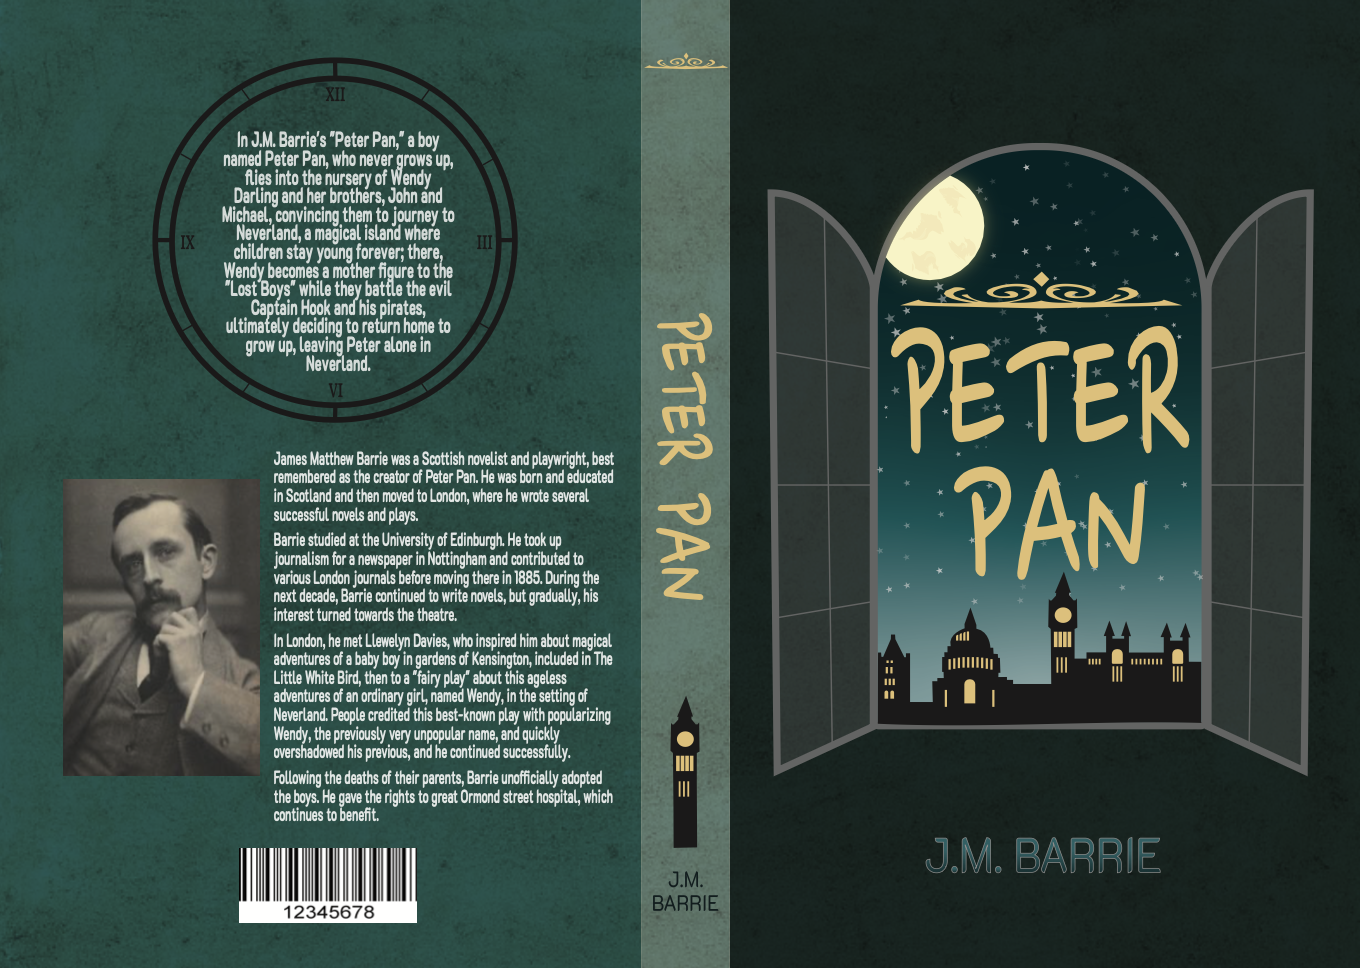 XII
In J.M. Barrie's "Peter Pan," a boy
named Peter Pan, who never grows up,
flies into the nursery of Wendy
Darling and her brothers, John and
Michael, convincing them to journey to
Neverland, a magical island where
children stay young forever; there,
Wendy becomes a mother figure to the
"Lost Boys" while they battle the evil
Captain Hook and his pirates,
ultimately deciding to return home to
grow up, leaving Peter alone in
Neverland.
IX
III
VI
James Matthew Barrie was a Scottish novelist and playwright, best
remembered as the creator of Peter Pan. He was born and educated
in Scotland and then moved to London, where he wrote several
successful novels and plays.
Barrie studied at the University of Edinburgh. He took up
journalism for a newspaper in Nottingham and contributed to
various London journals before moving there in 1885. During the
next decade, Barrie continued to write novels, but gradually, his
interest turned towards the theatre.
In London, he met Llewelyn Davies, who inspired him about magical
adventures of a baby boy in gardens of Kensington, included in The
Little White Bird, then to a "fairy play" about this ageless
adventures of an ordinary girl, named Wendy, in the setting of
Neverland. People credited this best-known play with popularizing
Wendy, the previously very unpopular name, and quickly
overshadowed his previous, and he continued successfully.
Following the deaths of their parents, Barrie unofficially adopted
the boys. He gave the rights to great Ormond street hospital, which
continues to benefit.
12345678
PETER PAN
J.M.
BARRIE
PETER
PAN
J.M. BARRIE